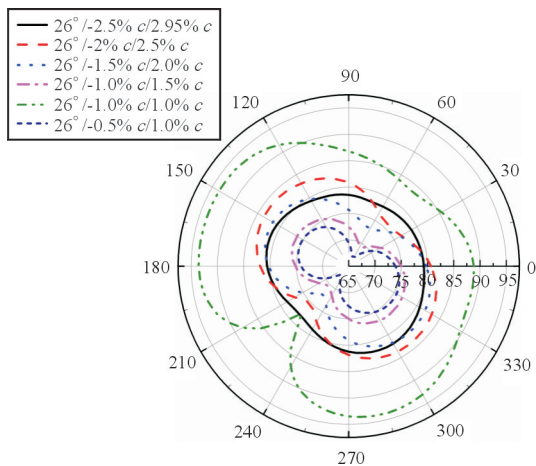 26°/-2.5% c/2.95% c
26°/-2% c/2.5% c
26°/-1.5% c/2.0% c
26°/-1.0% c/1.5% c
26°/-1.0% c/1.0% c
26°/-0.5% c/1.0% c
90
120
60
150
30
180
0
65 70 75 80 85 90 95
210
330
240
300
270